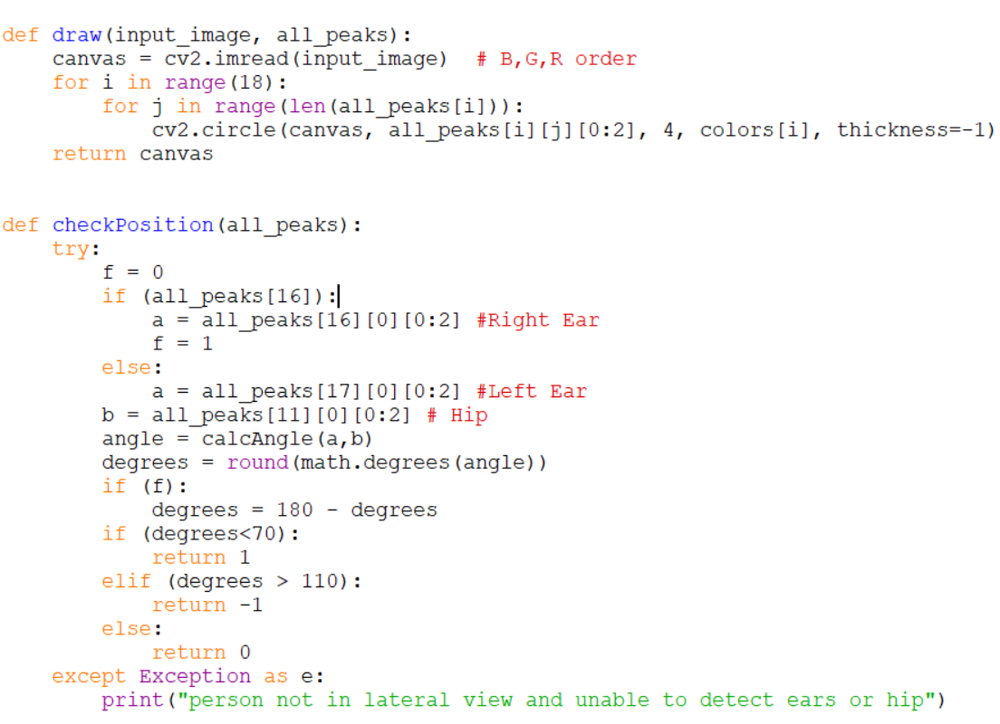 def draw(input_image, all_peaks):
    canvas = cv2.imread(input_image)  # B,G,R order
    for i in range(18):
        for j in range(len(all_peaks[i])):
            cv2.circle(canvas, all_peaks[i][j][0:2], 4, colors[i], thickness=-1)
    return canvas

def checkPosition(all_peaks):
    try:
        f = 0
        if (all_peaks[16]):
            a = all_peaks[16][0][0:2] #Right Ear
            f = 1
        else:
            a = all_peaks[17][0][0:2] #Left Ear
        b = all_peaks[11][0][0:2] # Hip
        angle = calcAngle(a,b)
        degrees = round(math.degrees(angle))
        if (f):
            degrees = 180 - degrees
        if (degrees<70):
            return 1
        elif (degrees > 110):
            return -1
        else:
            return 0
    except Exception as e:
        print("person not in lateral view and unable to detect ears or hip")